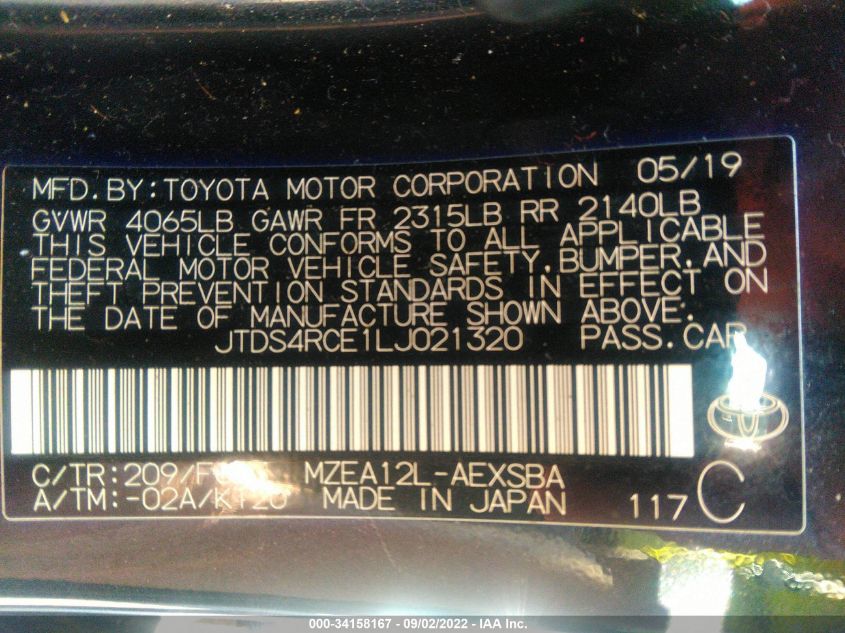 MFD.BY:TOYOTA MOTOR CORPORATION 05/19
GVWR 4065LB GAWR FR 2315LB RR 2140LB
THIS VEHICLE CONFORMS TO ALL APPLICABLE
FEDERAL MOTOR VEHICLE SAFETY,BUMPER,AND
THEFT PREVENTION STANDARDS IN EFFECT ON
THE DATE OF MANUFACTURE SHOWN ABOVE.
JTDS4RCE1LJ021320 PASS.CAR
C/TR:209/ MZEA12L-AEXSBA
A/TM:-02A/K120 MADE IN JAPAN 117 C
000-34158167 - 09/02/2022 - IAA Inc.